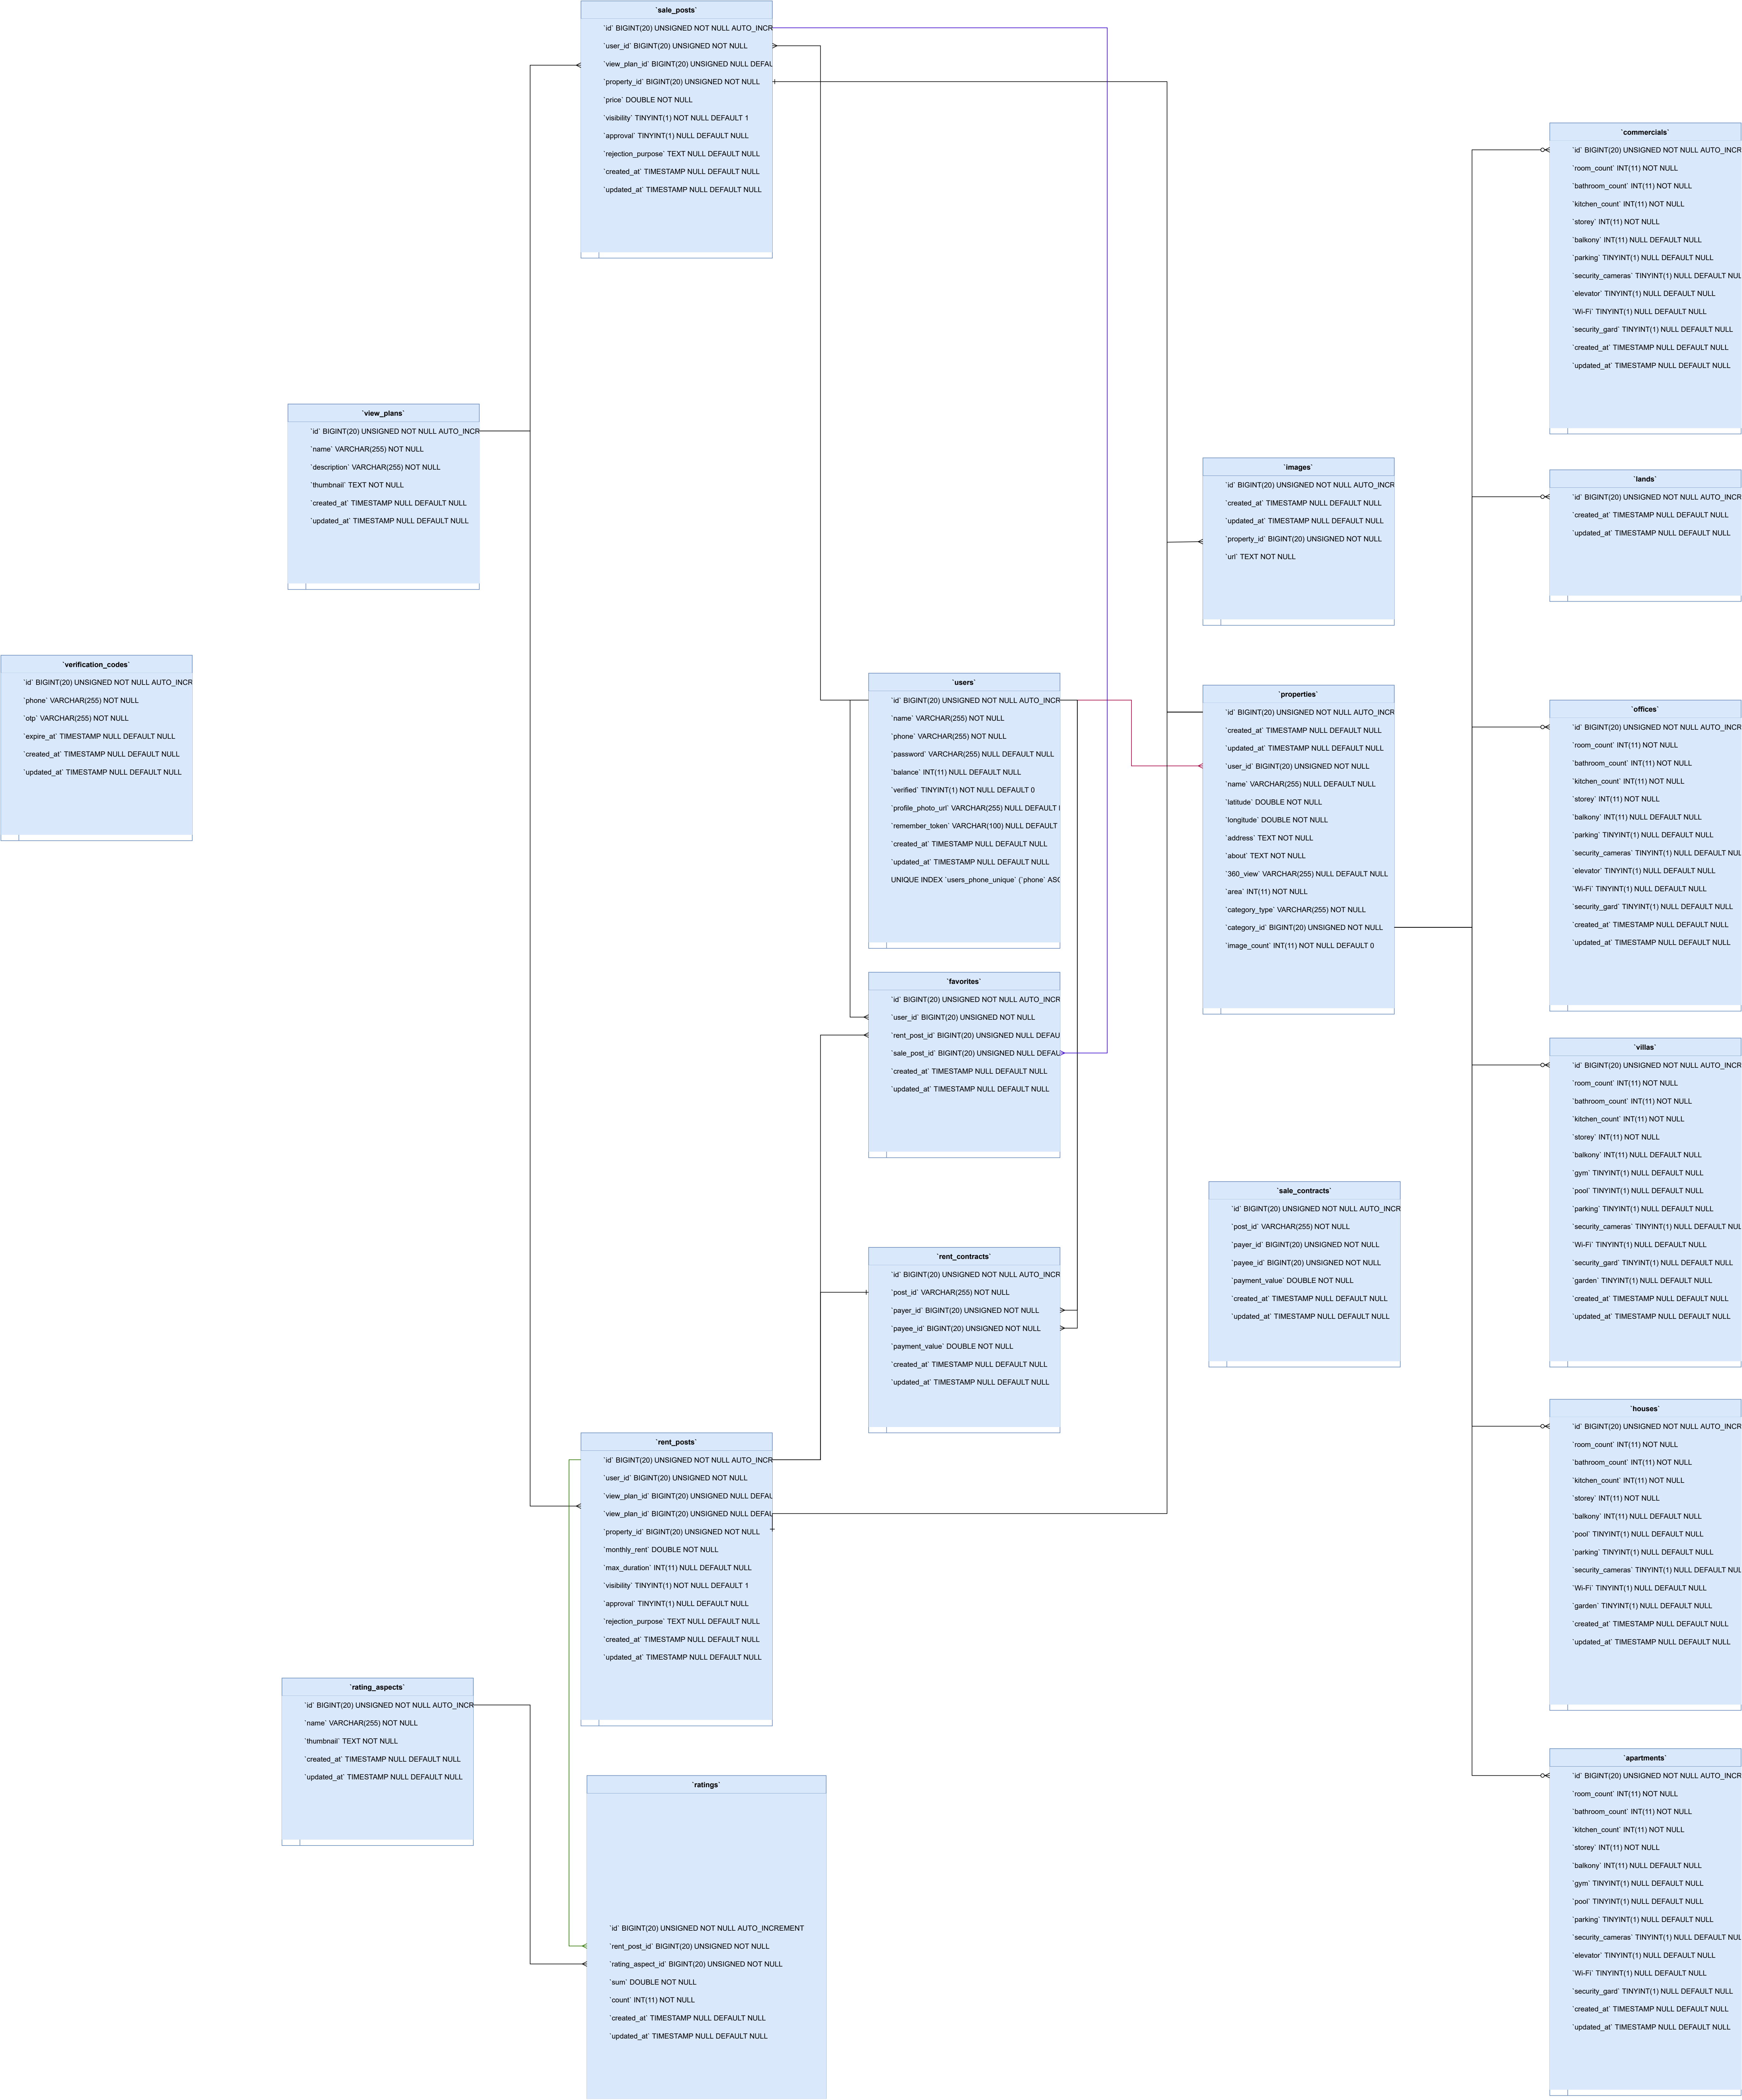 `sale_posts`
`id` BIGINT(20) UNSIGNED NOT NULL AUTO_INCR
`user_id` BIGINT(20) UNSIGNED NOT NULL
`view_plan_id` BIGINT(20) UNSIGNED NULL DEFAU
`property_id` BIGINT(20) UNSIGNED NOT NULL
`price` DOUBLE NOT NULL
`visibility` TINYINT(1) NOT NULL DEFAULT 1
`approval` TINYINT(1) NULL DEFAULT NULL
`rejection_purpose` TEXT NULL DEFAULT NULL
`created_at` TIMESTAMP NULL DEFAULT NULL
`updated_at` TIMESTAMP NULL DEFAULT NULL
`commercials`
`id` BIGINT(20) UNSIGNED NOT NULL AUTO_INCR
`room_count` INT(11) NOT NULL
`bathroom_count` INT(11) NOT NULL
`kitchen_count` INT(11) NOT NULL
`storey` INT(11) NOT NULL
`balkony` INT(11) NULL DEFAULT NULL
`parking` TINYINT(1) NULL DEFAULT NULL
`security_cameras` TINYINT(1) NULL DEFAULT NUL
`elevator` TINYINT(1) NULL DEFAULT NULL
`Wi-Fi` TINYINT(1) NULL DEFAULT NULL
`security_gard` TINYINT(1) NULL DEFAULT NULL
`created_at` TIMESTAMP NULL DEFAULT NULL
`updated_at` TIMESTAMP NULL DEFAULT NULL
`view_plans`
`id` BIGINT(20) UNSIGNED NOT NULL AUTO_INCR
`name` VARCHAR(255) NOT NULL
`description` VARCHAR(255) NOT NULL
`thumbnail` TEXT NOT NULL
`created_at` TIMESTAMP NULL DEFAULT NULL
`updated_at` TIMESTAMP NULL DEFAULT NULL
`images`
`id` BIGINT(20) UNSIGNED NOT NULL AUTO_INCR
`created_at` TIMESTAMP NULL DEFAULT NULL
`updated_at` TIMESTAMP NULL DEFAULT NULL
`property_id` BIGINT(20) UNSIGNED NOT NULL
`url` TEXT NOT NULL
`lands`
`id` BIGINT(20) UNSIGNED NOT NULL AUTO_INCR
`created_at` TIMESTAMP NULL DEFAULT NULL
`updated_at` TIMESTAMP NULL DEFAULT NULL
`verification_codes`
`id` BIGINT(20) UNSIGNED NOT NULL AUTO_INCR
`phone` VARCHAR(255) NOT NULL
`otp` VARCHAR(255) NOT NULL
`expire_at` TIMESTAMP NULL DEFAULT NULL
`created_at` TIMESTAMP NULL DEFAULT NULL
`updated_at` TIMESTAMP NULL DEFAULT NULL
`users`
`id` BIGINT(20) UNSIGNED NOT NULL AUTO_INCR
`name` VARCHAR(255) NOT NULL
`phone` VARCHAR(255) NOT NULL
`password` VARCHAR(255) NULL DEFAULT NULL
`balance` INT(11) NULL DEFAULT NULL
`verified` TINYINT(1) NOT NULL DEFAULT 0
`profile_photo_url` VARCHAR(255) NULL DEFAULT
`remember_token` VARCHAR(100) NULL DEFAULT
`created_at` TIMESTAMP NULL DEFAULT NULL
`updated_at` TIMESTAMP NULL DEFAULT NULL
UNIQUE INDEX `users_phone_unique` (`phone` ASC
`properties`
`id` BIGINT(20) UNSIGNED NOT NULL AUTO_INCR
`created_at` TIMESTAMP NULL DEFAULT NULL
`updated_at` TIMESTAMP NULL DEFAULT NULL
`user_id` BIGINT(20) UNSIGNED NOT NULL
`name` VARCHAR(255) NULL DEFAULT NULL
`latitude` DOUBLE NOT NULL
`longitude` DOUBLE NOT NULL
`address` TEXT NOT NULL
`about` TEXT NOT NULL
`360_view` VARCHAR(255) NULL DEFAULT NULL
`area` INT(11) NOT NULL
`category_type` VARCHAR(255) NOT NULL
`category_id` BIGINT(20) UNSIGNED NOT NULL
`image_count` INT(11) NOT NULL DEFAULT 0
`offices`
`id` BIGINT(20) UNSIGNED NOT NULL AUTO_INCR
`room_count` INT(11) NOT NULL
`bathroom_count` INT(11) NOT NULL
`kitchen_count` INT(11) NOT NULL
`storey` INT(11) NOT NULL
`balkony` INT(11) NULL DEFAULT NULL
`parking` TINYINT(1) NULL DEFAULT NULL
`security_cameras` TINYINT(1) NULL DEFAULT NUL
`elevator` TINYINT(1) NULL DEFAULT NULL
`Wi-Fi` TINYINT(1) NULL DEFAULT NULL
`security_gard` TINYINT(1) NULL DEFAULT NULL
`created_at` TIMESTAMP NULL DEFAULT NULL
`updated_at` TIMESTAMP NULL DEFAULT NULL
`favorites`
`id` BIGINT(20) UNSIGNED NOT NULL AUTO_INCR
`user_id` BIGINT(20) UNSIGNED NOT NULL
`rent_post_id` BIGINT(20) UNSIGNED NULL DEFAU
`sale_post_id` BIGINT(20) UNSIGNED NULL DEFAU
`created_at` TIMESTAMP NULL DEFAULT NULL
`updated_at` TIMESTAMP NULL DEFAULT NULL
`villas`
`id` BIGINT(20) UNSIGNED NOT NULL AUTO_INCR
`room_count` INT(11) NOT NULL
`bathroom_count` INT(11) NOT NULL
`kitchen_count` INT(11) NOT NULL
`storey` INT(11) NOT NULL
`balkony` INT(11) NULL DEFAULT NULL
`gym` TINYINT(1) NULL DEFAULT NULL
`pool` TINYINT(1) NULL DEFAULT NULL
`parking` TINYINT(1) NULL DEFAULT NULL
`security_cameras` TINYINT(1) NULL DEFAULT NUL
`Wi-Fi` TINYINT(1) NULL DEFAULT NULL
`security_gard` TINYINT(1) NULL DEFAULT NULL
`garden` TINYINT(1) NULL DEFAULT NULL
`created_at` TIMESTAMP NULL DEFAULT NULL
`updated_at` TIMESTAMP NULL DEFAULT NULL
`sale_contracts`
`id` BIGINT(20) UNSIGNED NOT NULL AUTO_INCR
`post_id` VARCHAR(255) NOT NULL
`payer_id` BIGINT(20) UNSIGNED NOT NULL
`payee_id` BIGINT(20) UNSIGNED NOT NULL
`payment_value` DOUBLE NOT NULL
`created_at` TIMESTAMP NULL DEFAULT NULL
`updated_at` TIMESTAMP NULL DEFAULT NULL
`rent_contracts`
`id` BIGINT(20) UNSIGNED NOT NULL AUTO_INCR
`post_id` VARCHAR(255) NOT NULL
`payer_id` BIGINT(20) UNSIGNED NOT NULL
`payee_id` BIGINT(20) UNSIGNED NOT NULL
`payment_value` DOUBLE NOT NULL
`created_at` TIMESTAMP NULL DEFAULT NULL
`updated_at` TIMESTAMP NULL DEFAULT NULL
`houses`
`id` BIGINT(20) UNSIGNED NOT NULL AUTO_INCR
`room_count` INT(11) NOT NULL
`bathroom_count` INT(11) NOT NULL
`kitchen_count` INT(11) NOT NULL
`storey` INT(11) NOT NULL
`balkony` INT(11) NULL DEFAULT NULL
`pool` TINYINT(1) NULL DEFAULT NULL
`parking` TINYINT(1) NULL DEFAULT NULL
`security_cameras` TINYINT(1) NULL DEFAULT NUL
`Wi-Fi` TINYINT(1) NULL DEFAULT NULL
`garden` TINYINT(1) NULL DEFAULT NULL
`created_at` TIMESTAMP NULL DEFAULT NULL
`updated_at` TIMESTAMP NULL DEFAULT NULL
`rent_posts`
`id` BIGINT(20) UNSIGNED NOT NULL AUTO_INCR
`user_id` BIGINT(20) UNSIGNED NOT NULL
`view_plan_id` BIGINT(20) UNSIGNED NULL DEFAU
`view_plan_id` BIGINT(20) UNSIGNED NULL DEFAU
`property_id` BIGINT(20) UNSIGNED NOT NULL
`monthly_rent` DOUBLE NOT NULL
`max_duration` INT(11) NULL DEFAULT NULL
`visibility` TINYINT(1) NOT NULL DEFAULT 1
`approval` TINYINT(1) NULL DEFAULT NULL
`rejection_purpose` TEXT NULL DEFAULT NULL
`created_at` TIMESTAMP NULL DEFAULT NULL
`updated_at` TIMESTAMP NULL DEFAULT NULL
`rating_aspects`
`id` BIGINT(20) UNSIGNED NOT NULL AUTO_INCR
`name` VARCHAR(255) NOT NULL
`thumbnail` TEXT NOT NULL
`created_at` TIMESTAMP NULL DEFAULT NULL
`updated_at` TIMESTAMP NULL DEFAULT NULL
`apartments`
`id` BIGINT(20) UNSIGNED NOT NULL AUTO_INCR
`room_count` INT(11) NOT NULL
`bathroom_count` INT(11) NOT NULL
`kitchen_count` INT(11) NOT NULL
`storey` INT(11) NOT NULL
`balkony` INT(11) NULL DEFAULT NULL
`gym` TINYINT(1) NULL DEFAULT NULL
`pool` TINYINT(1) NULL DEFAULT NULL
`parking` TINYINT(1) NULL DEFAULT NULL
`security_cameras` TINYINT(1) NULL DEFAULT NUL
`elevator` TINYINT(1) NULL DEFAULT NULL
`Wi-Fi` TINYINT(1) NULL DEFAULT NULL
`security_gard` TINYINT(1) NULL DEFAULT NULL
`created_at` TIMESTAMP NULL DEFAULT NULL
`updated_at` TIMESTAMP NULL DEFAULT NULL
`ratings`
`id` BIGINT(20) UNSIGNED NOT NULL AUTO_INCREMENT
`rent_post_id` BIGINT(20) UNSIGNED NOT NULL
`rating_aspect_id` BIGINT(20) UNSIGNED NOT NULL
`sum` DOUBLE NOT NULL
`count` INT(11) NOT NULL
`created_at` TIMESTAMP NULL DEFAULT NULL
`updated_at` TIMESTAMP NULL DEFAULT NULL